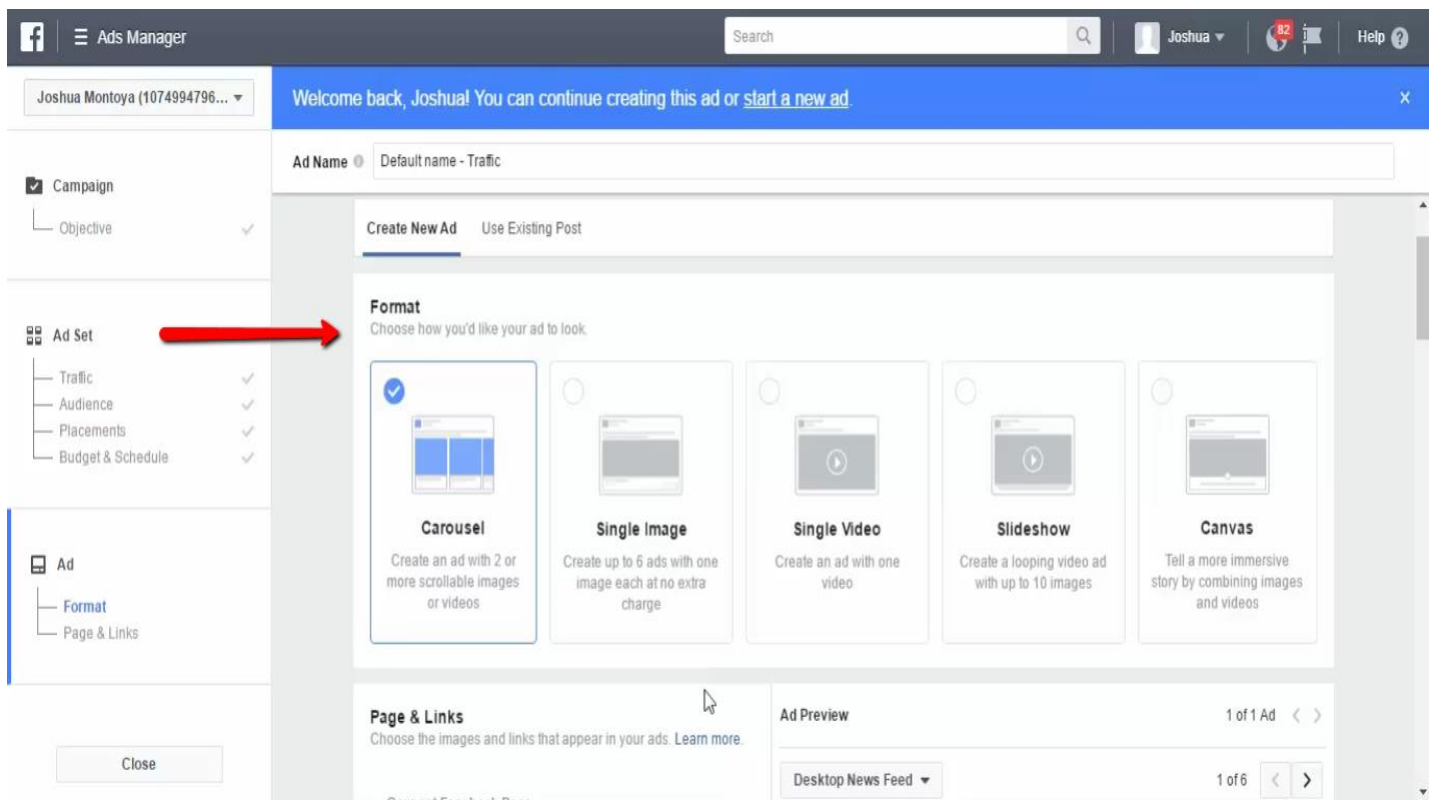 Ads Manager
Search
Joshua
82
Help
Joshua Montoya (1074994796...
Welcome back, Joshua! You can continue creating this ad or start a new ad.
Ad Name
Default name - Traffic
Campaign
Objective
Create New Ad
Use Existing Post
Format
Choose how you'd like your ad to look.
Ad Set
Traffic
Audience
Placements
Budget & Schedule
Carousel
Create an ad with 2 or
more scrollable images
or videos
Single Image
Create up to 6 ads with one
image each at no extra
charge
Single Video
Create an ad with one
video
Slideshow
Create a looping video ad
with up to 10 images
Canvas
Tell a more immersive
story by combining images
and videos
Ad
Format
Page & Links
Close
Page & Links
Choose the images and links that appear in your ads. Learn more.
Ad Preview
1 of 1 Ad
Desktop News Feed
1 of 6